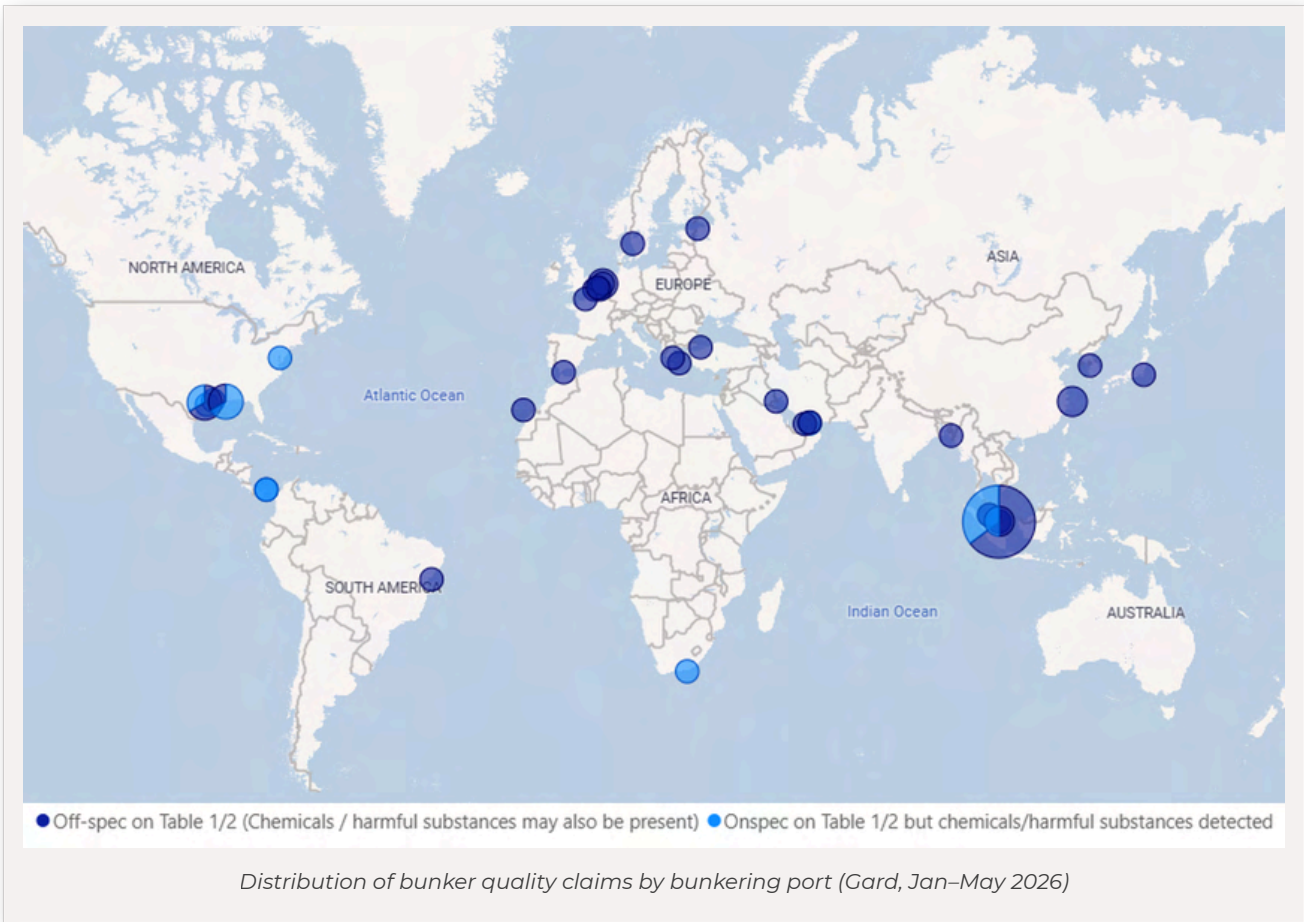 ASIA
NORTH AMERICA
EUROPE
Atlantic Ocean
AFRICA
SOUTH AMERICA
Indian Ocean
AUSTRALIA
Off-spec on Table 1/2 (Chemicals / harmful substances may also be present) Onspec on Table 1/2 but chemicals/harmful substances detected
Distribution of bunker quality claims by bunkering port (Gard, Jan–May 2026)